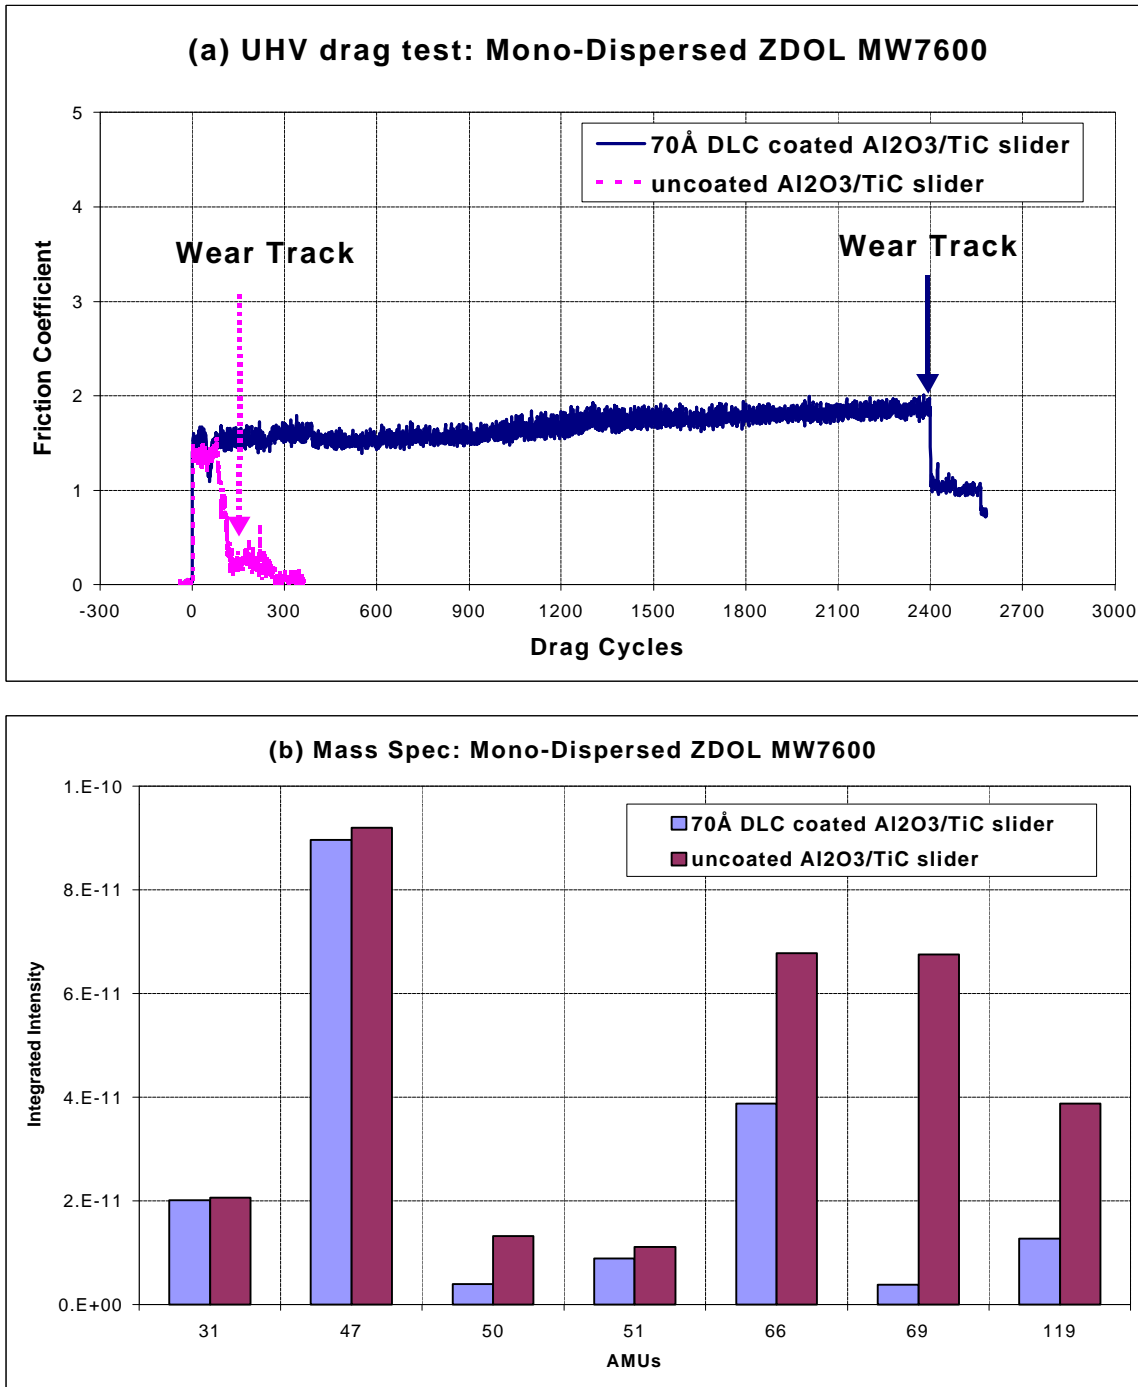 (a) UHV drag test: Mono-Dispersed ZDOL MW7600
5
4
3
2
1
0
Friction Coefficient
70Å DLC coated Al2O3/TiC slider
uncoated Al2O3/TiC slider
Wear Track
Wear Track
-300 0 300 600 900 1200 1500 1800 2100 2400 2700 3000
Drag Cycles
(b) Mass Spec: Mono-Dispersed ZDOL MW7600
1.E-10
8.E-11
6.E-11
4.E-11
2.E-11
0.E+00
Integrated Intensity
70Å DLC coated Al2O3/TiC slider
uncoated Al2O3/TiC slider
31 47 50 51 66 69 119
AMUs